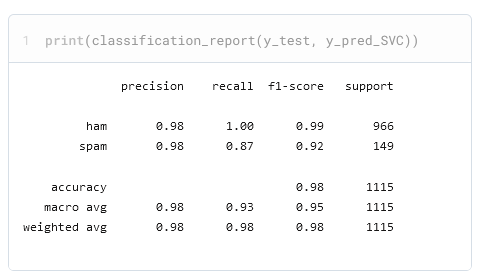 1 print(classification_report(y_test, y_pred_SVC))
precision recall f1-score support
ham 0.98 1.00 0.99 966
spam 0.98 0.87 0.92 149
accuracy 0.98 1115
macro avg 0.98 0.93 0.95 1115
weighted avg 0.98 0.98 0.98 1115